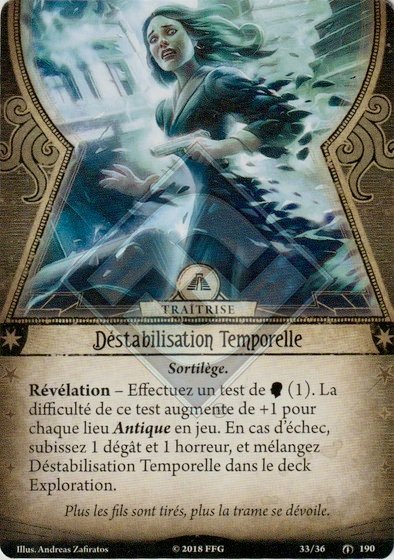 TRAÎTRISE
Déstabilisation Temporelle
Sortilège.
Révélation – Effectuez un test de (1). La
difficulté de ce test augmente de +1 pour
chaque lieu Antique en jeu. En cas d'échec,
subissez 1 dégât et 1 horreur, et mélangez
Déstabilisation Temporelle dans le deck
Exploration.
Plus les fils sont tirés, plus la trame se dévoile.
Illus. Andreas Zafiratos © 2018 FFG 33/36 190